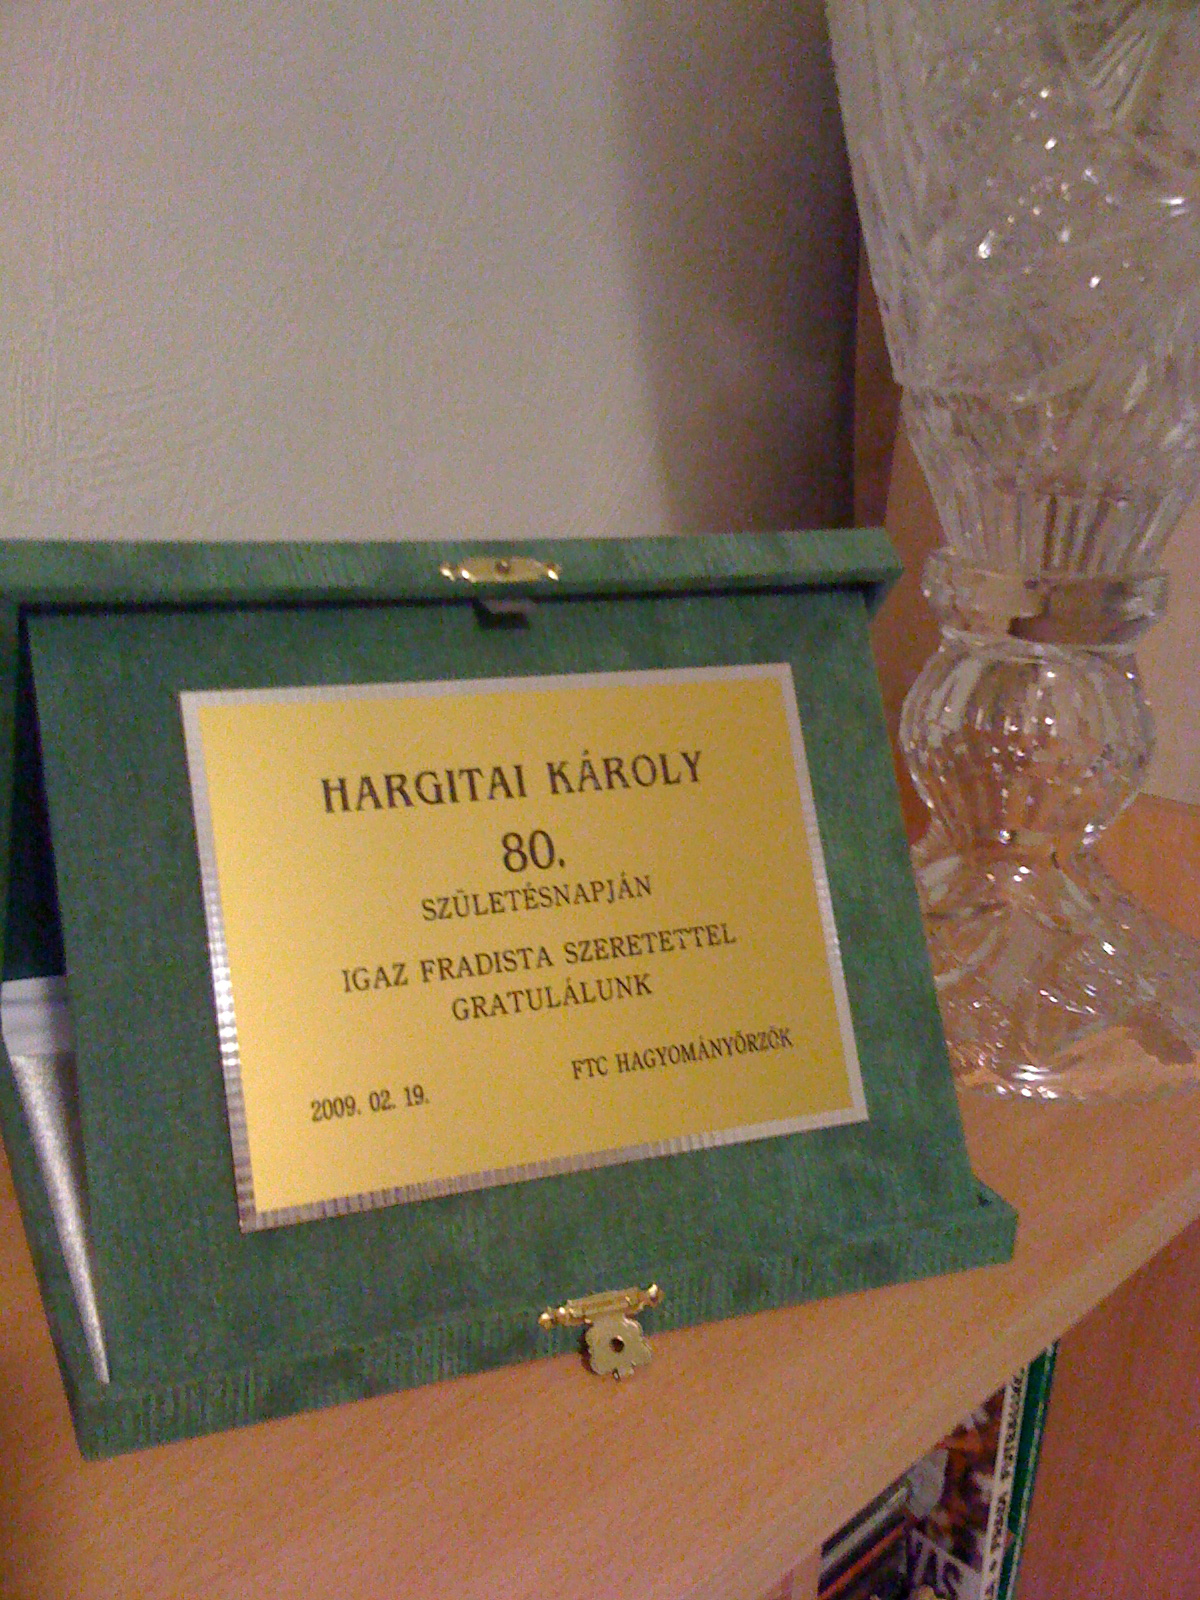 HARGITAI KÁROLY
80.
SZÜLETÉSNAPJÁN
IGAZ FRADISTA SZERETETTEL
GRATULÁLUNK
FTC HAGYOMÁNYŐRZŐK
2009. 02. 19.